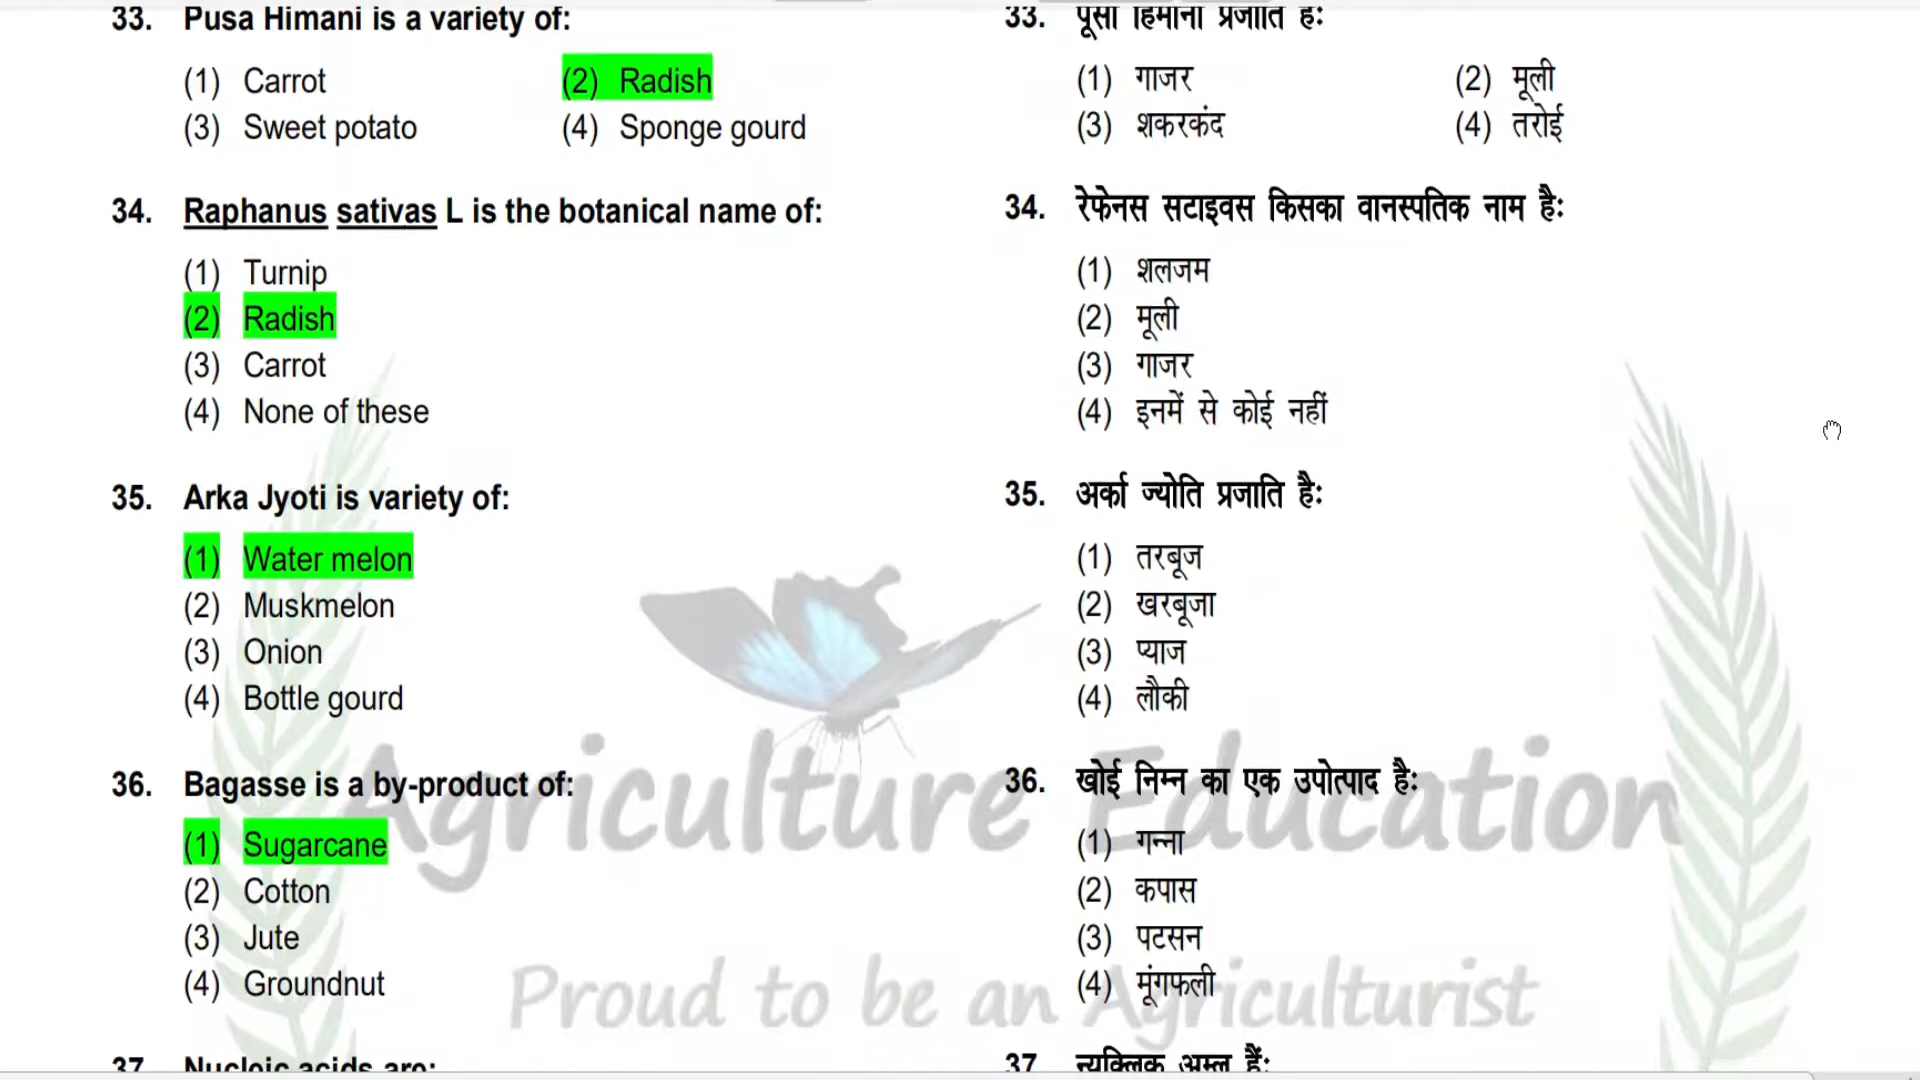 33. Pusa Himani is a variety of:
(1) Carrot (2) Radish
(3) Sweet potato (4) Sponge gourd
34. Raphanus sativas L is the botanical name of:
(1) Turnip
(2) Radish
(3) Carrot
(4) None of these
35. Arka Jyoti is variety of:
(1) Water melon
(2) Muskmelon
(3) Onion
(4) Bottle gourd
36. Bagasse is a by-product of:
(1) Sugarcane
(2) Cotton
(3) Jute
(4) Groundnut
37. Nucleic acids are:
33. पूसा हिमानी प्रजाति है:
(1) गाजर (2) मूली
(3) शकरकंद (4) तरोई
34. रेफेनस सटाइवस किसका वानस्पतिक नाम है:
(1) शलजम
(2) मूली
(3) गाजर
(4) इनमें से कोई नहीं
35. अर्का ज्योति प्रजाति है:
(1) तरबूज
(2) खरबूजा
(3) प्याज
(4) लौकी
36. खोई निम्न का एक उपोत्पाद है:
(1) गन्ना
(2) कपास
(3) पटसन
(4) मूंगफली
37. न्यूक्लिक अम्ल हैं:
Agriculture Education
Proud to be an Agriculturist